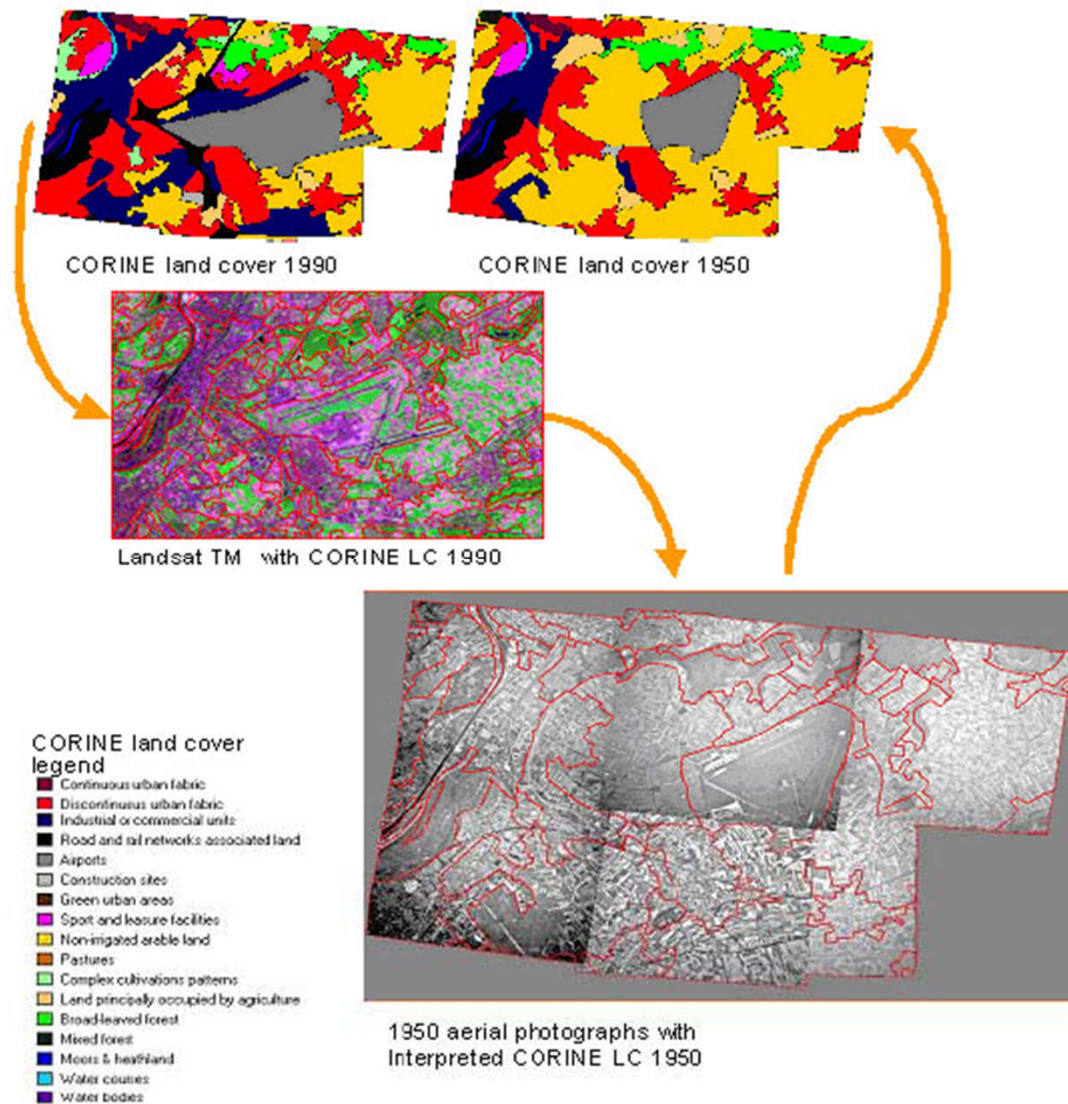 CORINE land cover 1990
CORINE land cover 1950
Landsat TM with CORINE LC 1990
CORINE land cover
legend
Continuous urban fabric
Discontinuous urban fabric
Industrial or commercial units
Road and rail networks associated land
Airports
Construction sites
Green urban areas
Sport and leasure facilities
Non-irrigated arable land
Pastures
Complex cultivations patterns
Land principally occupied by agriculture
Broad-leaved forest
Mixed forest
Moors & heathland
Water courses
Water bodies
1950 aerial photographs with
Interpreted CORINE LC 1950